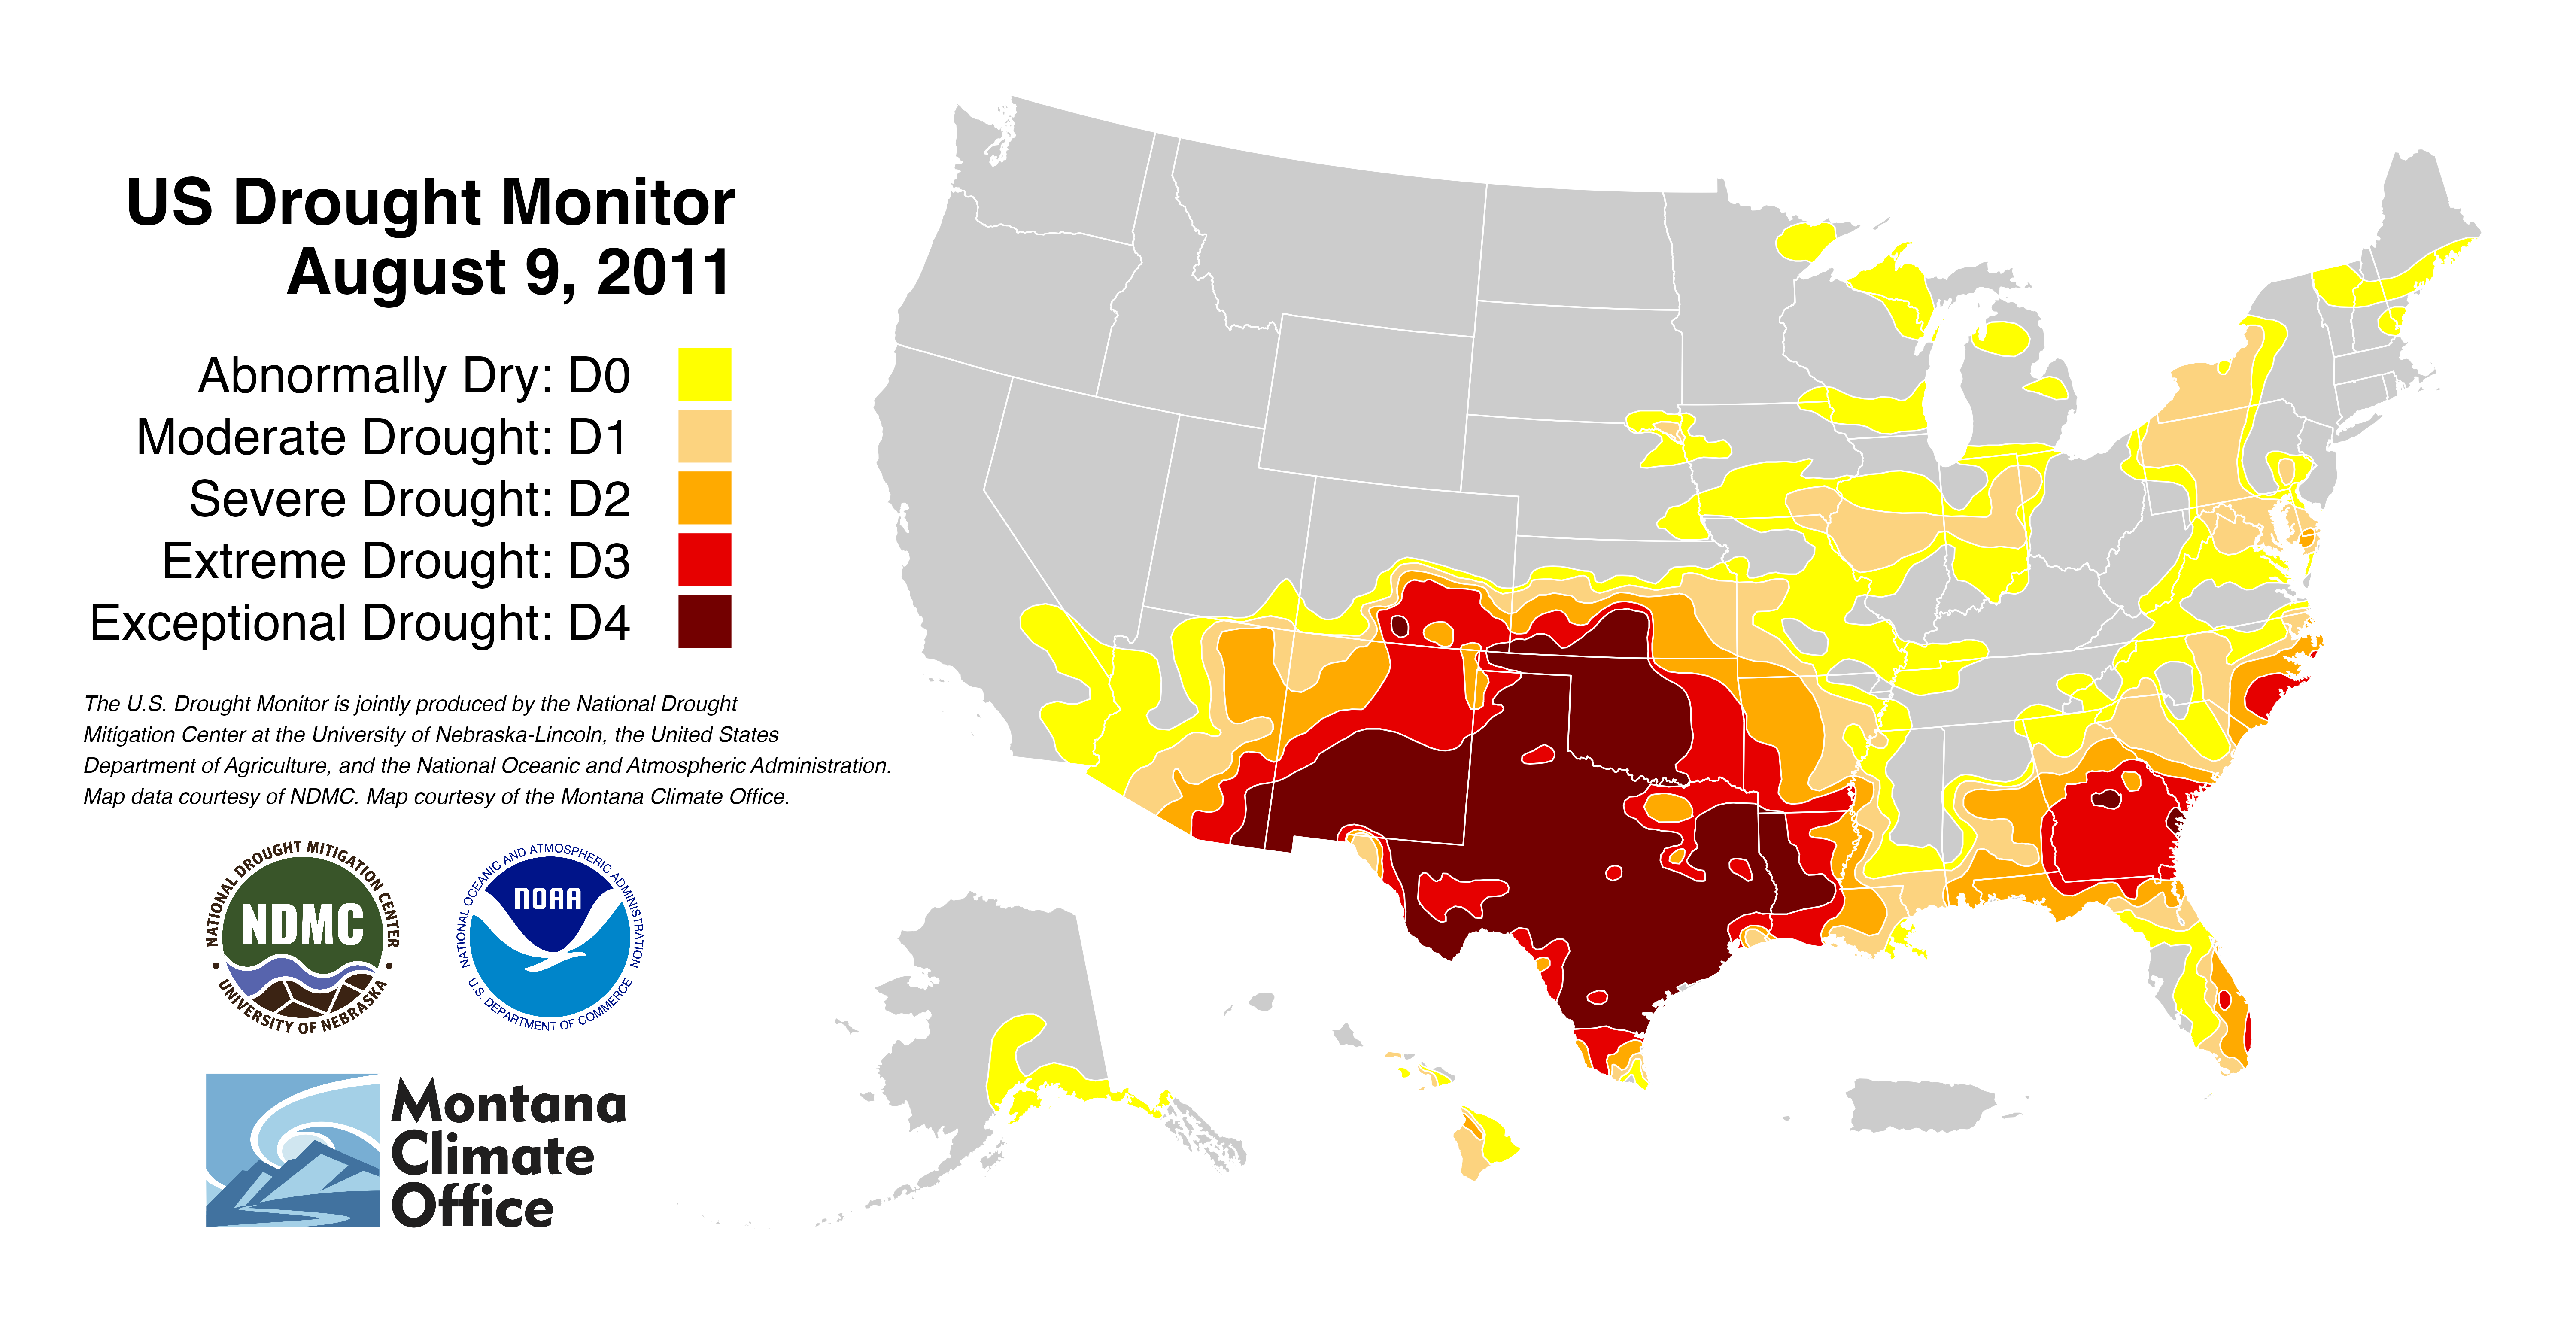 US Drought Monitor
August 9, 2011
Abnormally Dry: D0
Moderate Drought: D1
Severe Drought: D2
Extreme Drought: D3
Exceptional Drought: D4
The U.S. Drought Monitor is jointly produced by the National Drought
Mitigation Center at the University of Nebraska-Lincoln, the United States
Department of Agriculture, and the National Oceanic and Atmospheric Administration.
Map data courtesy of NDMC. Map courtesy of the Montana Climate Office.
NATIONAL DROUGHT MITIGATION CENTER
NDMC
UNIVERSITY OF NEBRASKA
NATIONAL OCEANIC AND ATMOSPHERIC ADMINISTRATION
NOAA
U.S. DEPARTMENT OF COMMERCE
Montana
Climate
Office